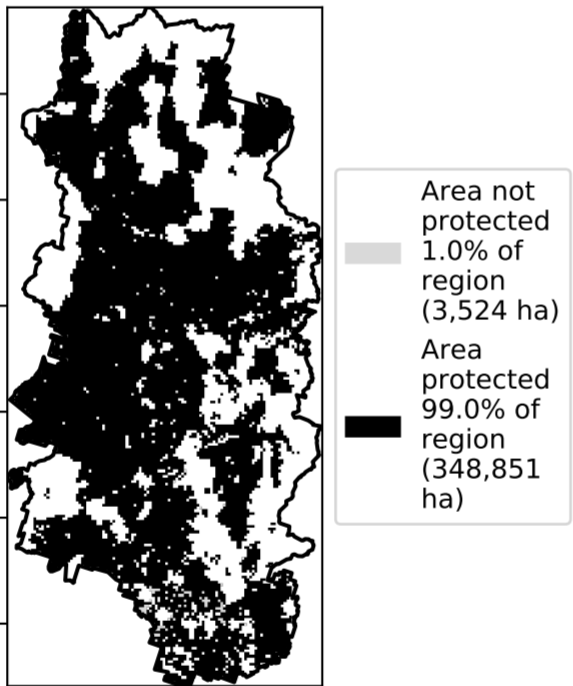 Area not
protected
1.0% of
region
(3,524 ha)
Area
protected
99.0% of
region
(348,851
ha)